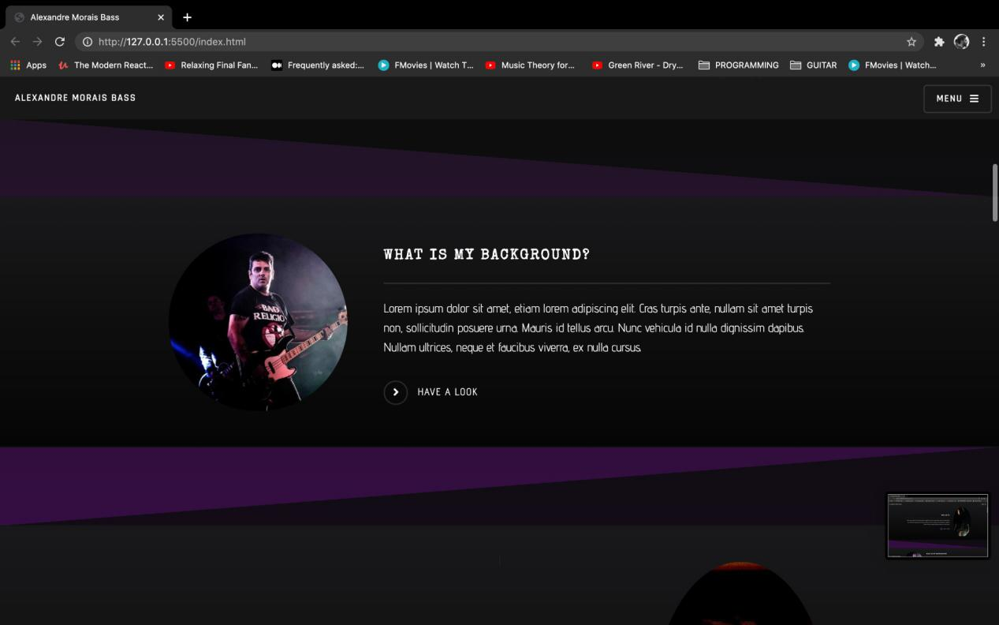 Alexandre Morais Bass
http://127.0.0.1:5500/index.html
Apps
The Modern React...
Relaxing Final Fan...
Frequently asked:...
FMovies | Watch T...
Music Theory for...
Green River - Dry...
PROGRAMMING
GUITAR
FMovies | Watch...
»
ALEXANDRE MORAIS BASS
MENU
WHAT IS MY BACKGROUND?
BAD
RELIGIO
Lorem ipsum dolor sit amet, etiam lorem adipiscing elit. Cras turpis ante, nullam sit amet turpis
non, sollicitudin posuere urna. Mauris id tellus arcu. Nunc vehicula id nulla dignissim dapibus.
Nullam ultrices, neque et faucibus viverra, ex nulla cursus.
HAVE A LOOK